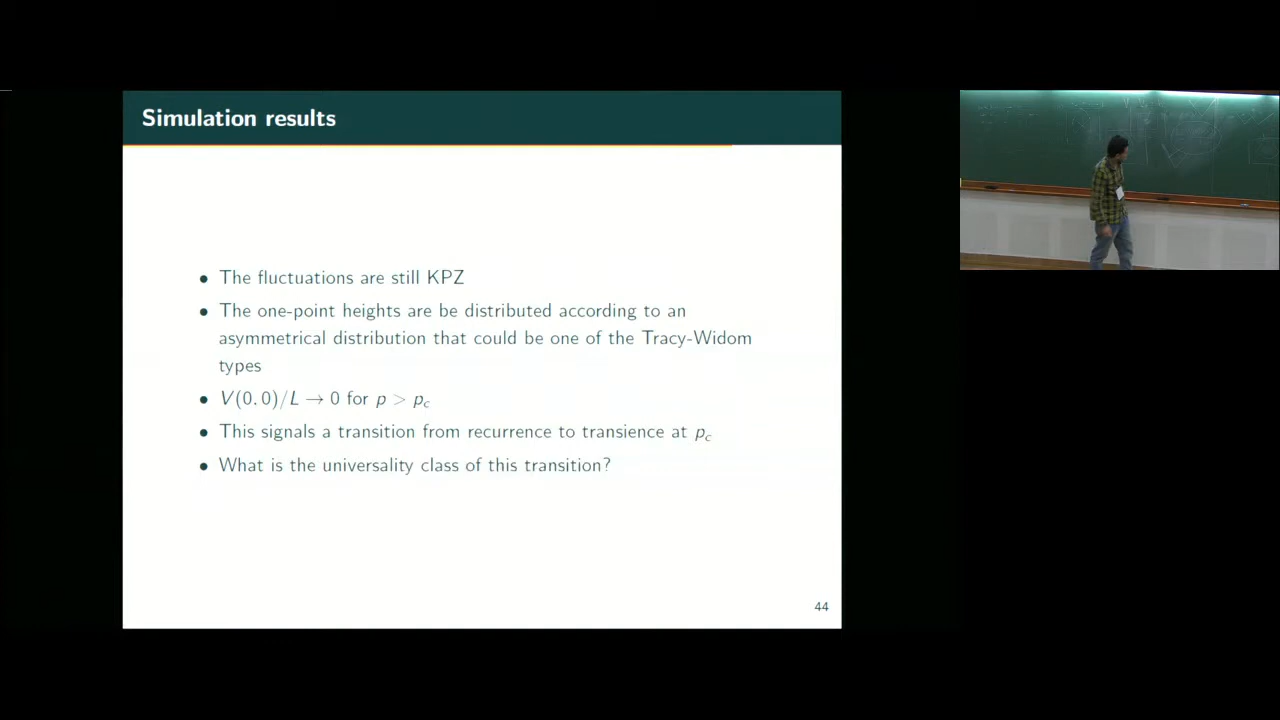 Simulation results
• The fluctuations are still KPZ
• The one-point heights are be distributed according to an
asymmetrical distribution that could be one of the Tracy-Widom
types
• V(0, 0)/L → 0 for p > p_c
• This signals a transition from recurrence to transience at p_c
• What is the universality class of this transition?
44